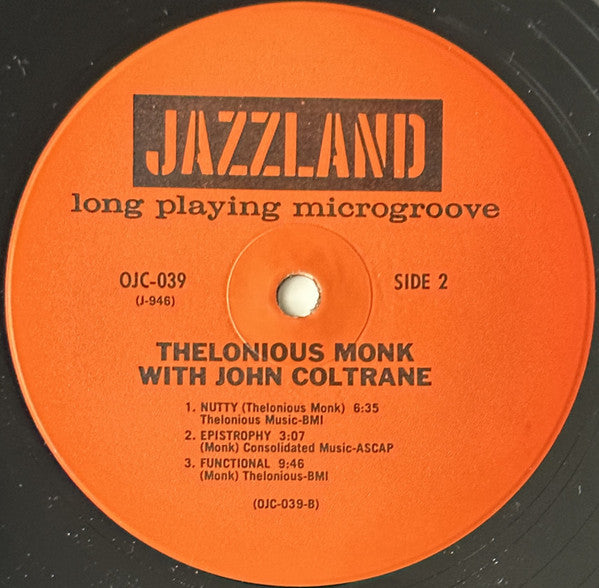 JAZZLAND
long playing microgroove
OJC-039
(J-946)
SIDE 2
THELONIOUS MONK
WITH JOHN COLTRANE
1. NUTTY (Thelonious Monk) 6:35
Thelonious Music-BMI
2. EPISTROPHY 3:07
(Monk) Consolidated Music-ASCAP
3. FUNCTIONAL 9:46
(Monk) Thelonious-BMI
(OJC-039-B)